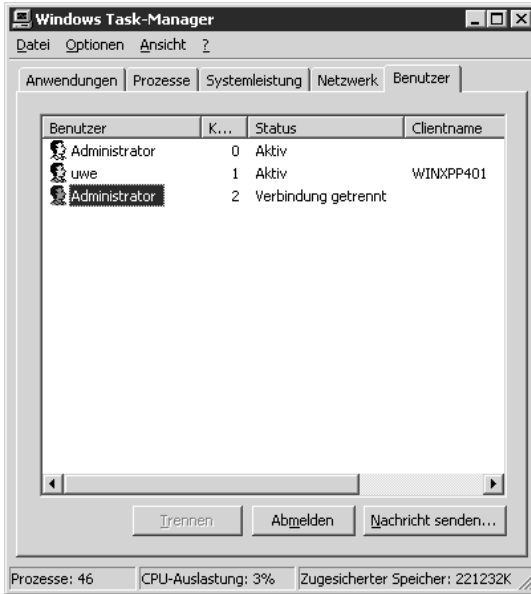 Windows Task-Manager
Datei Optionen Ansicht ?
Anwendungen Prozesse Systemleistung Netzwerk Benutzer
Benutzer K... Status Clientname
Administrator 0 Aktiv
uwe 1 Aktiv WINXPP401
Administrator 2 Verbindung getrennt
Trennen Abmelden Nachricht senden...
Prozesse: 46 CPU-Auslastung: 3% Zugesicherter Speicher: 221232K